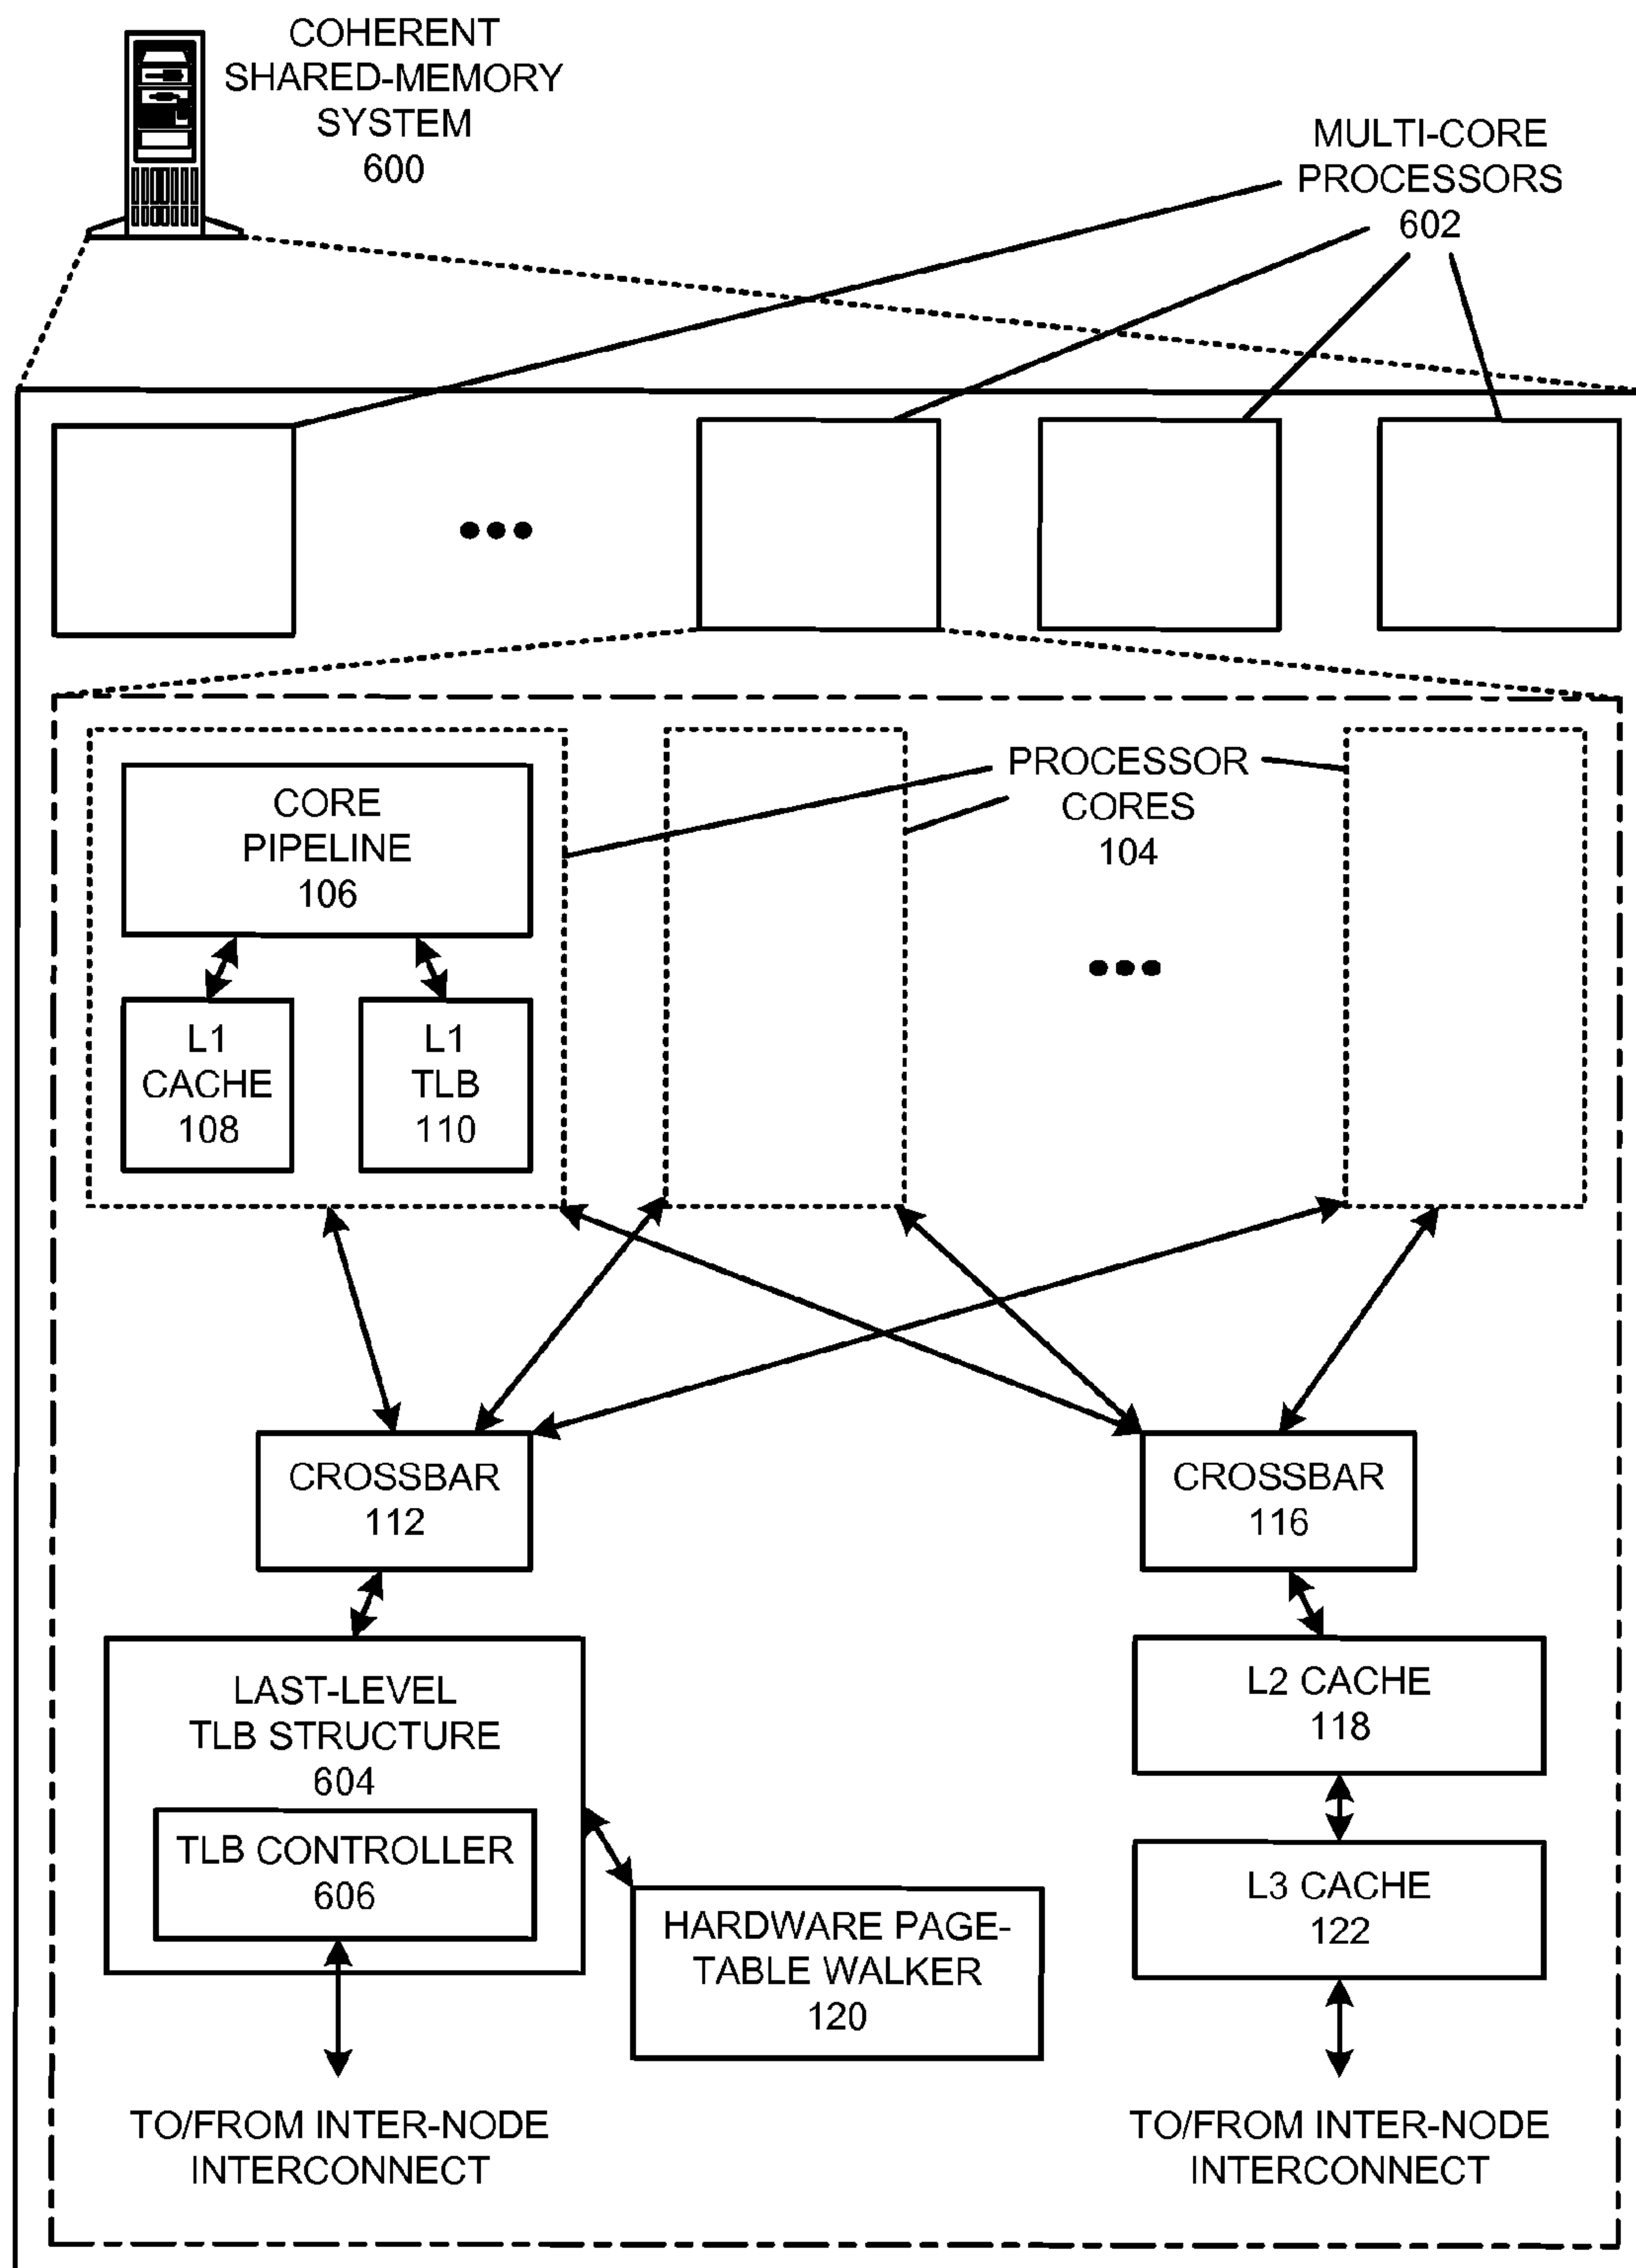 COHERENT
SHARED-MEMORY
SYSTEM
600
MULTI-CORE
PROCESSORS
602
PROCESSOR
CORES
104
CORE
PIPELINE
106
L1
CACHE
108
L1
TLB
110
CROSSBAR
112
CROSSBAR
116
LAST-LEVEL
TLB STRUCTURE
604
TLB CONTROLLER
606
HARDWARE PAGE-
TABLE WALKER
120
L2 CACHE
118
L3 CACHE
122
TO/FROM INTER-NODE
INTERCONNECT
TO/FROM INTER-NODE
INTERCONNECT